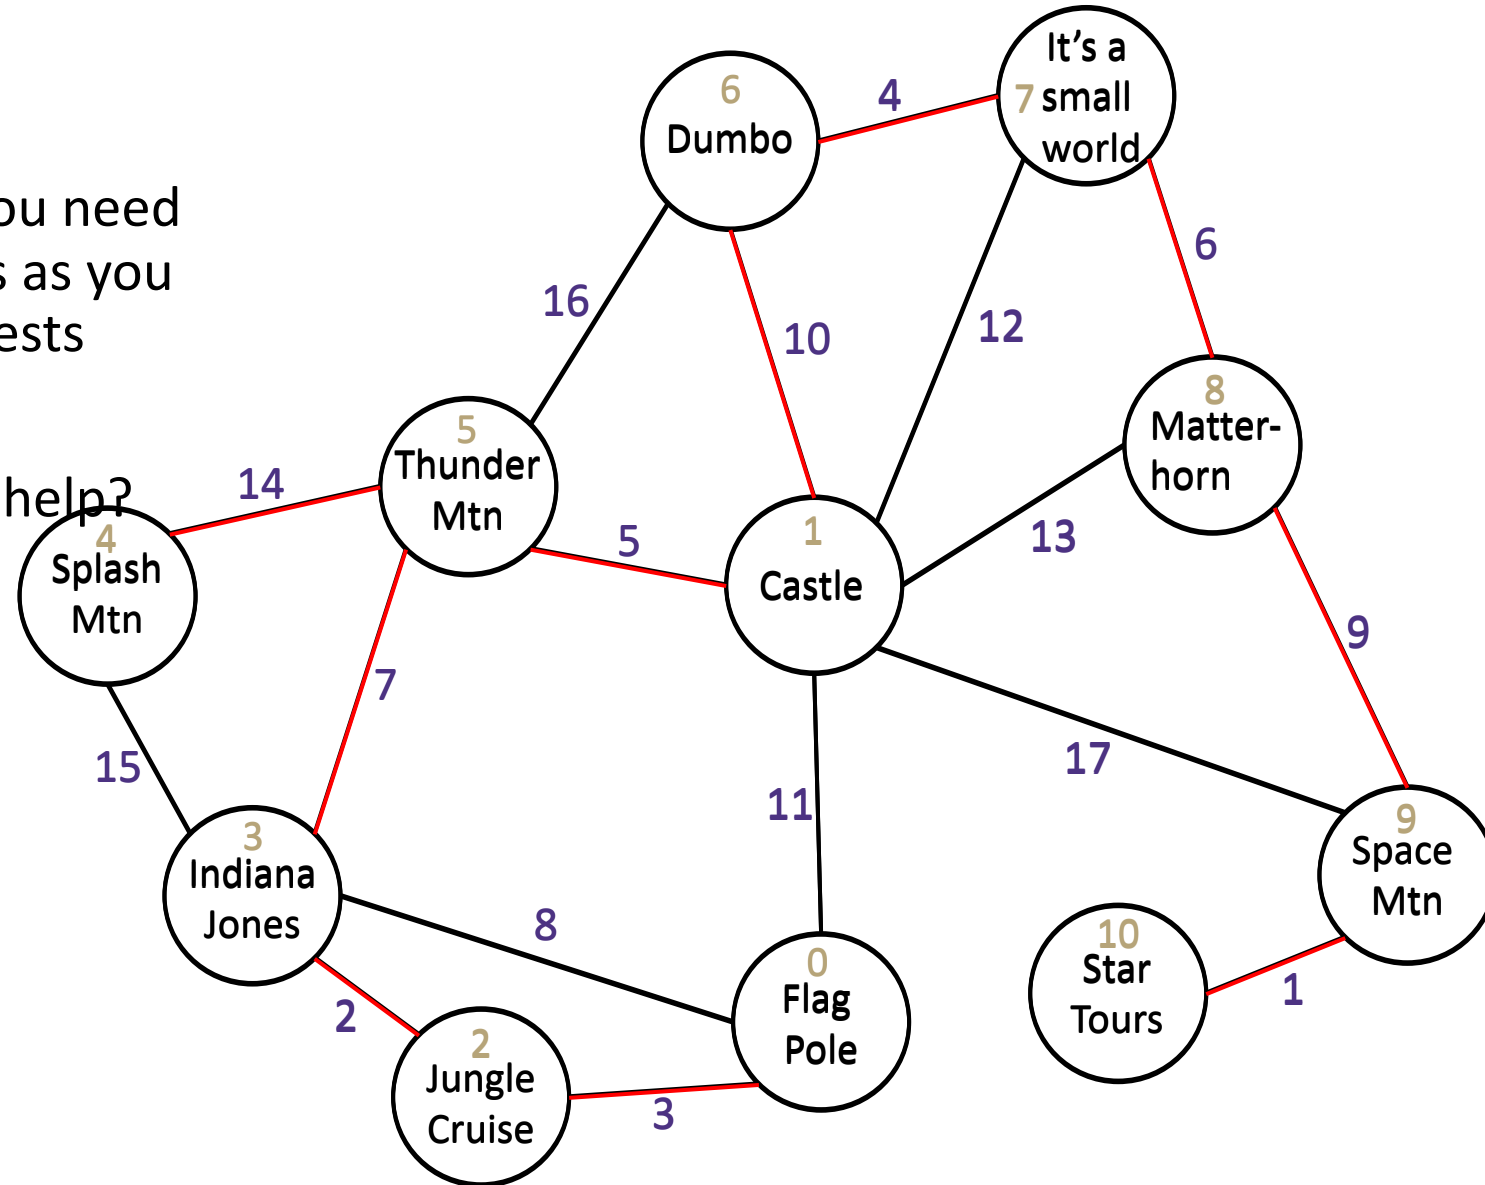 ou need
s as you
ests
help?
6
Dumbo
4
It's a
7 small
world
16
10
12
6
5
Thunder
Mtn
14
4
Splash
Mtn
5
1
Castle
13
8
Matter-
horn
9
7
15
11
17
3
Indiana
Jones
8
2
2
Jungle
Cruise
3
0
Flag
Pole
10
Star
Tours
1
9
Space
Mtn